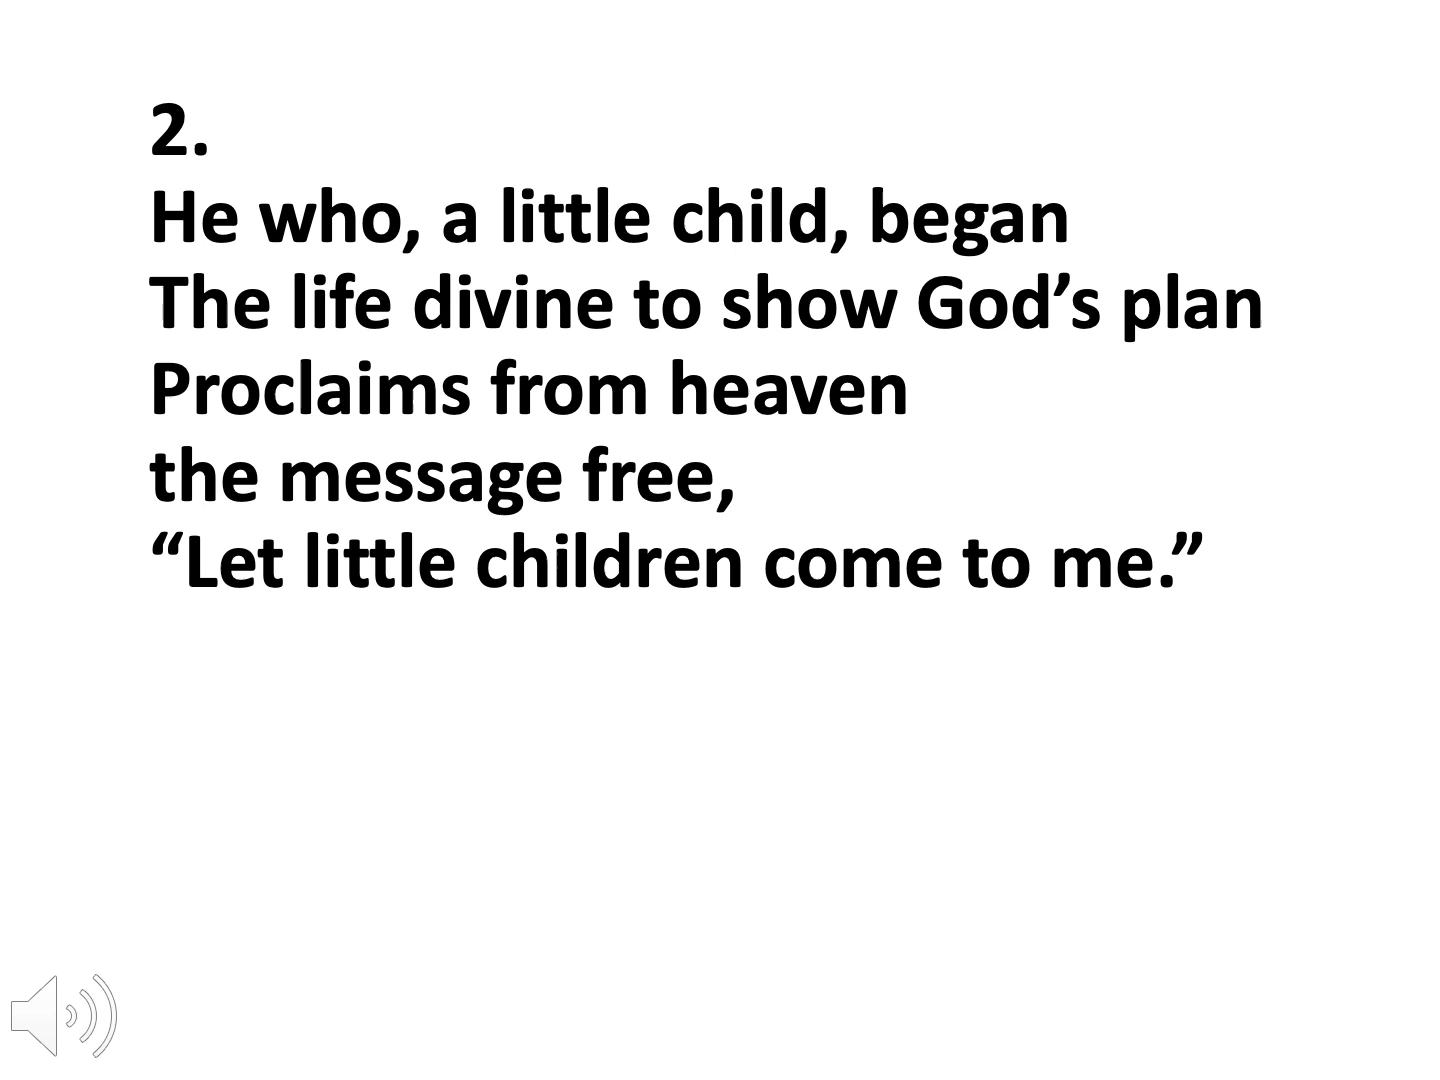 2.
He who, a little child, began
The life divine to show God’s plan
Proclaims from heaven
the message free,
“Let little children come to me.”